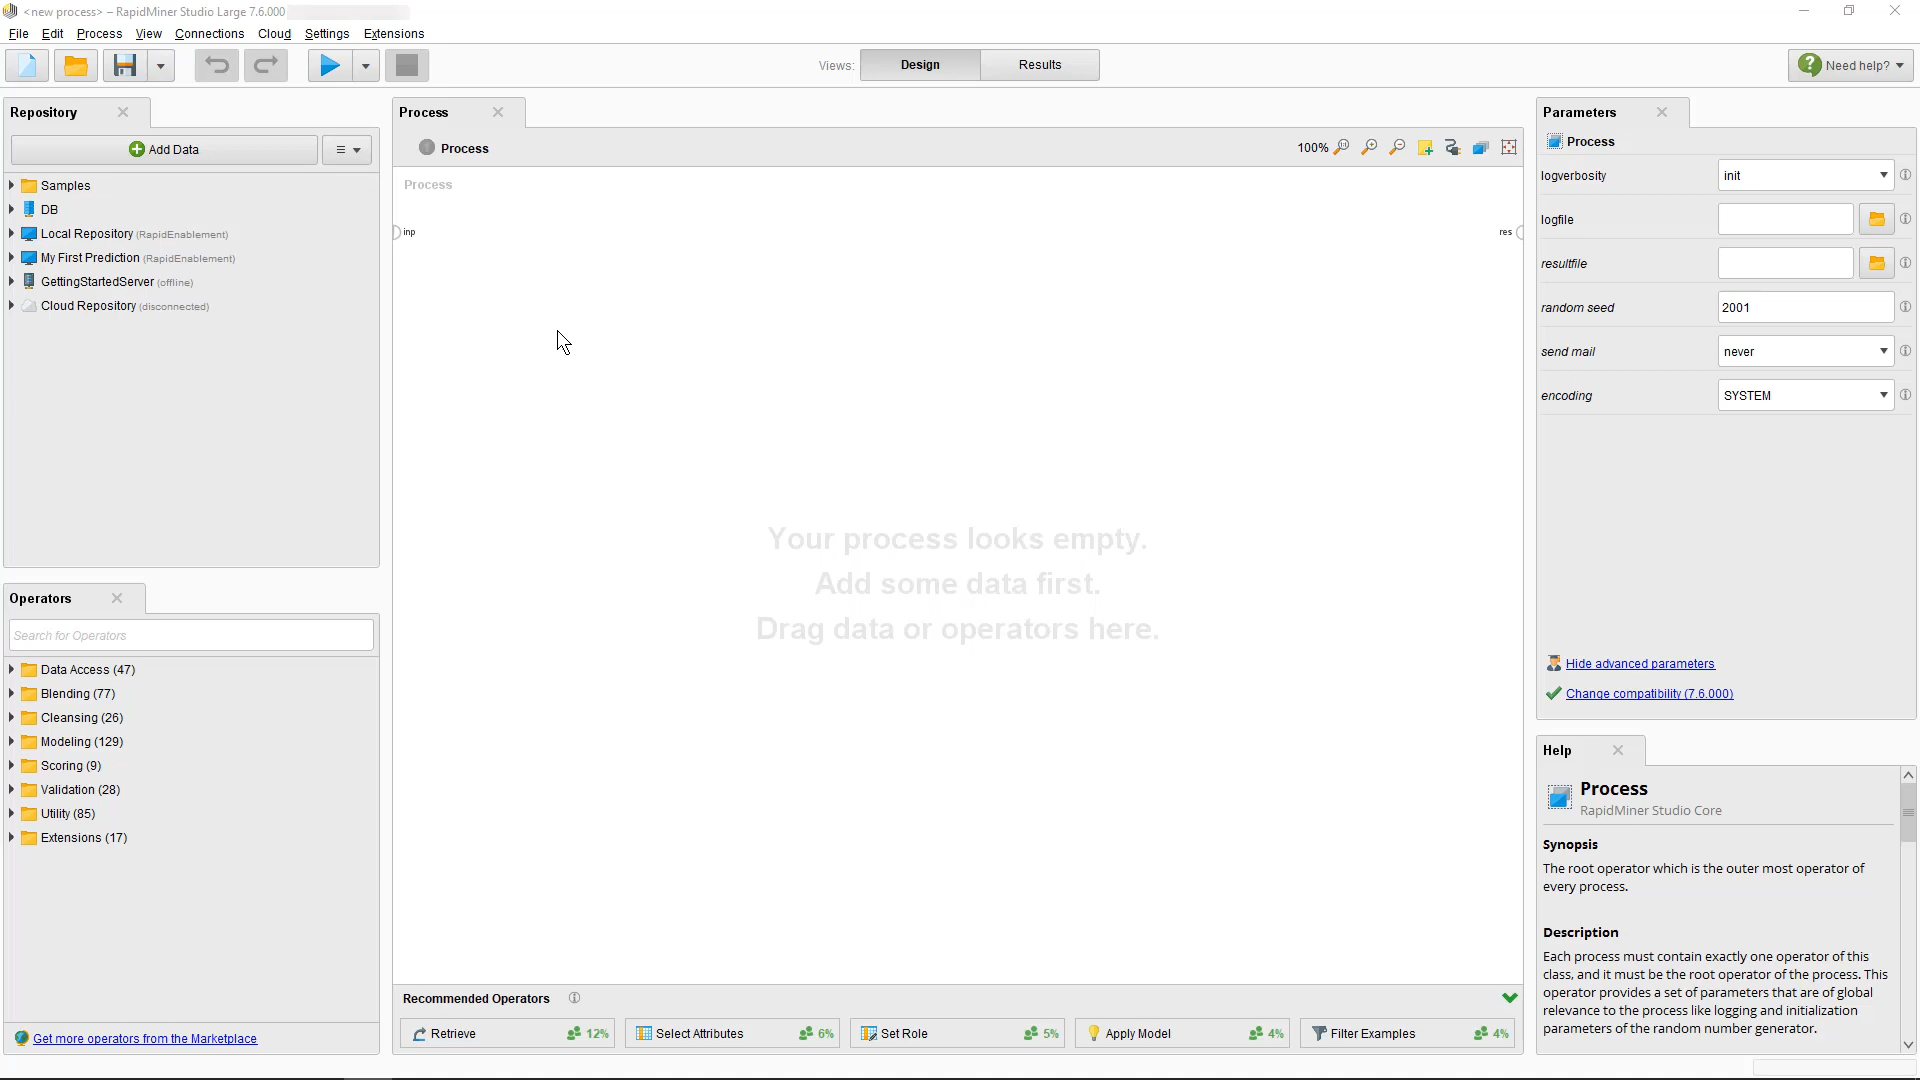 <new process> – RapidMiner Studio Large 7.6.000
File Edit Process View Connections Cloud Settings Extensions
Views: Design Results
Need help?
Repository
Add Data
Samples
DB
Local Repository (RapidEnablement)
My First Prediction (RapidEnablement)
GettingStartedServer (offline)
Cloud Repository (disconnected)
Operators
Search for Operators
Data Access (47)
Blending (77)
Cleansing (26)
Modeling (129)
Scoring (9)
Validation (28)
Utility (85)
Extensions (17)
Get more operators from the Marketplace
Process
Process
100%
Process
inp
res
Your process looks empty.
Add some data first.
Drag data or operators here.
Recommended Operators
Retrieve 12%
Select Attributes 6%
Set Role 5%
Apply Model 4%
Filter Examples 4%
Parameters
Process
logverbosity init
logfile
resultfile
random seed 2001
send mail never
encoding SYSTEM
Hide advanced parameters
Change compatibility (7.6.000)
Help
Process
RapidMiner Studio Core
Synopsis
The root operator which is the outer most operator of
every process.
Description
Each process must contain exactly one operator of this
class, and it must be the root operator of the process. This
operator provides a set of parameters that are of global
relevance to the process like logging and initialization
parameters of the random number generator.